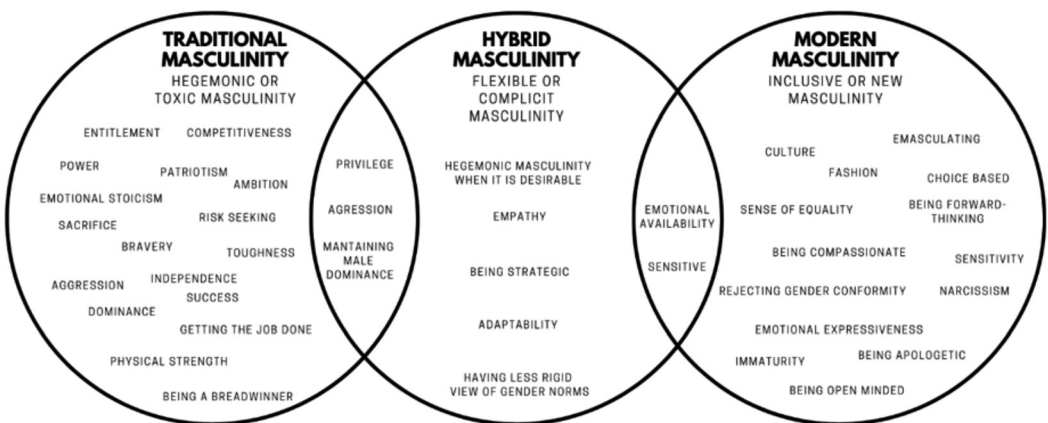 TRADITIONAL
MASCULINITY
HEGEMONIC OR
TOXIC MASCULINITY
ENTITLEMENT
COMPETITIVENESS
POWER
PATRIOTISM
AMBITION
EMOTIONAL STOICISM
SACRIFICE
RISK SEEKING
BRAVERY
TOUGHNESS
AGGRESSION
INDEPENDENCE
SUCCESS
DOMINANCE
GETTING THE JOB DONE
PHYSICAL STRENGTH
BEING A BREADWINNER
PRIVILEGE
AGRESSION
MANTAINING
MALE
DOMINANCE
HYBRID
MASCULINITY
FLEXIBLE OR
COMPLICIT
MASCULINITY
HEGEMONIC MASCULINITY
WHEN IT IS DESIRABLE
EMPATHY
BEING STRATEGIC
ADAPTABILITY
HAVING LESS RIGID
VIEW OF GENDER NORMS
EMOTIONAL
AVAILABILITY
SENSITIVE
MODERN
MASCULINITY
INCLUSIVE OR NEW
MASCULINITY
EMASCULATING
CULTURE
FASHION
CHOICE BASED
SENSE OF EQUALITY
BEING FORWARD-
THINKING
BEING COMPASSIONATE
SENSITIVITY
REJECTING GENDER CONFORMITY
NARCISSISM
EMOTIONAL EXPRESSIVENESS
IMMATURITY
BEING APOLOGETIC
BEING OPEN MINDED